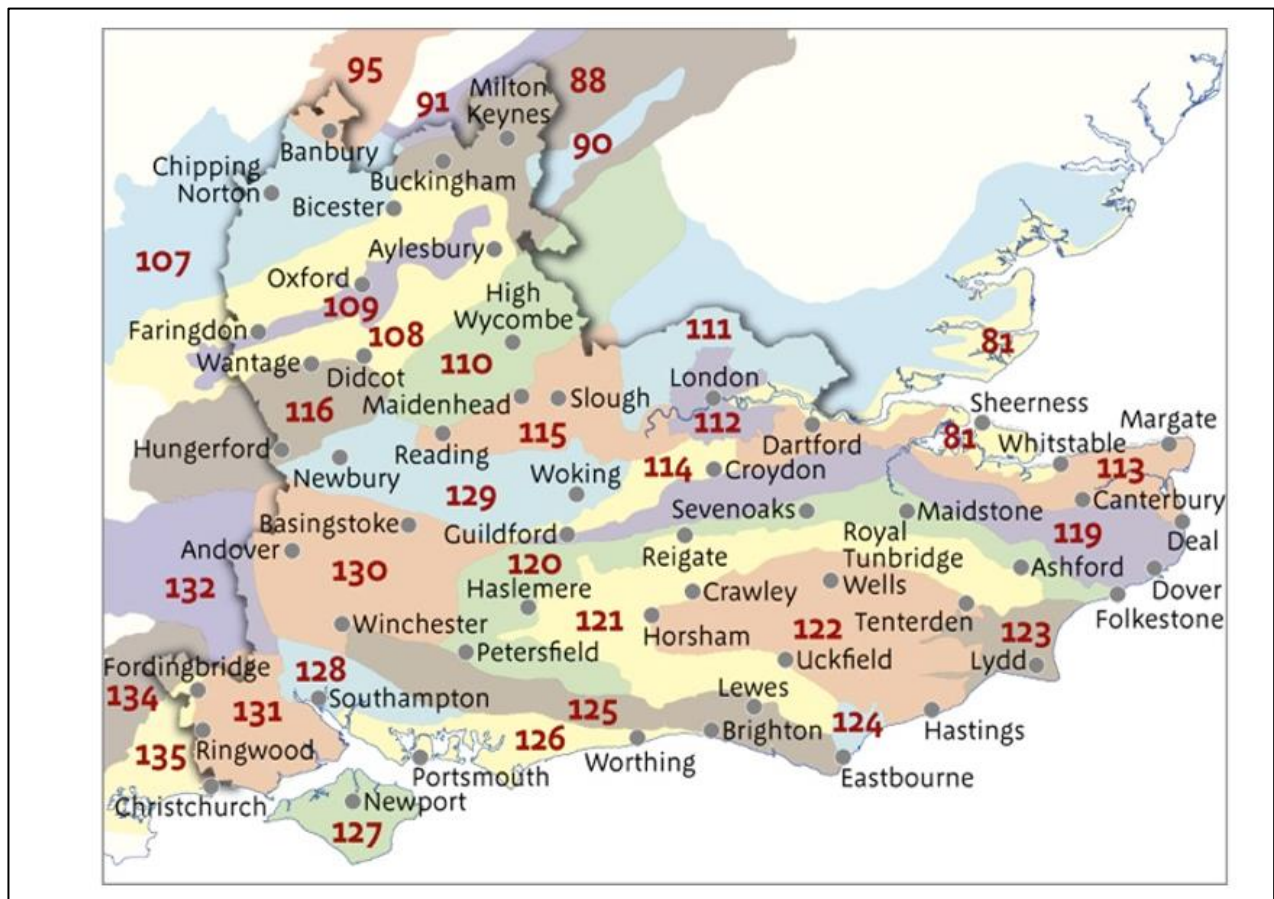 95
88
91
Milton
Keynes
90
Banbury
Chipping
Norton
Buckingham
Bicester
107
Aylesbury
Oxford
109
High
Wycombe
Faringdon
108
111
81
Wantage
Didcot
110
London
Slough
Maidenhead
116
112
Sheerness
Margate
Hungerford
Reading
115
Dartford
81
Whitstable
Newbury
Woking
114
Croydon
113
129
Canterbury
Basingstoke
Guildford
Sevenoaks
Maidstone
119
Deal
Andover
130
120
Reigate
Royal
Tunbridge
Wells
Ashford
Dover
132
Haslemere
Crawley
Folkestone
Winchester
121
Horsham
122
Tenterden
123
Petersfield
Uckfield
Lydd
Fordingbridge
128
134
131
Southampton
125
Lewes
124
Hastings
Ringwood
135
126
Worthing
Brighton
Portsmouth
Eastbourne
Christchurch
Newport
127